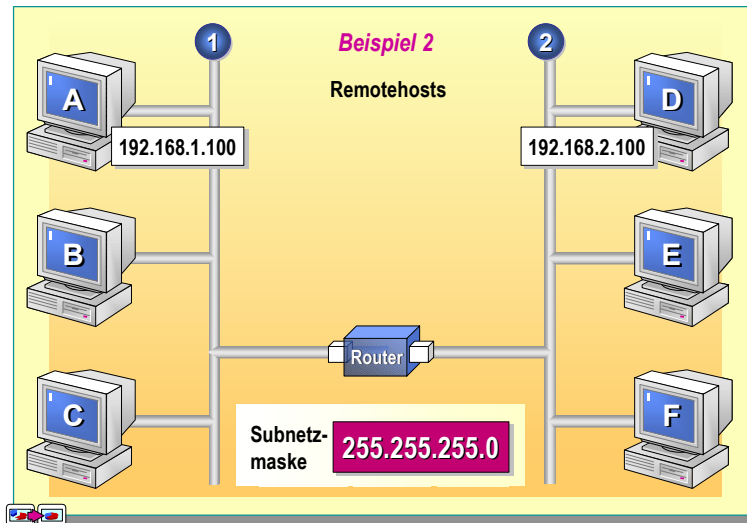 1
Beispiel 2
2
Remotehosts
A
D
192.168.1.100
192.168.2.100
B
E
Router
C
F
Subnetz-
maske
255.255.255.0